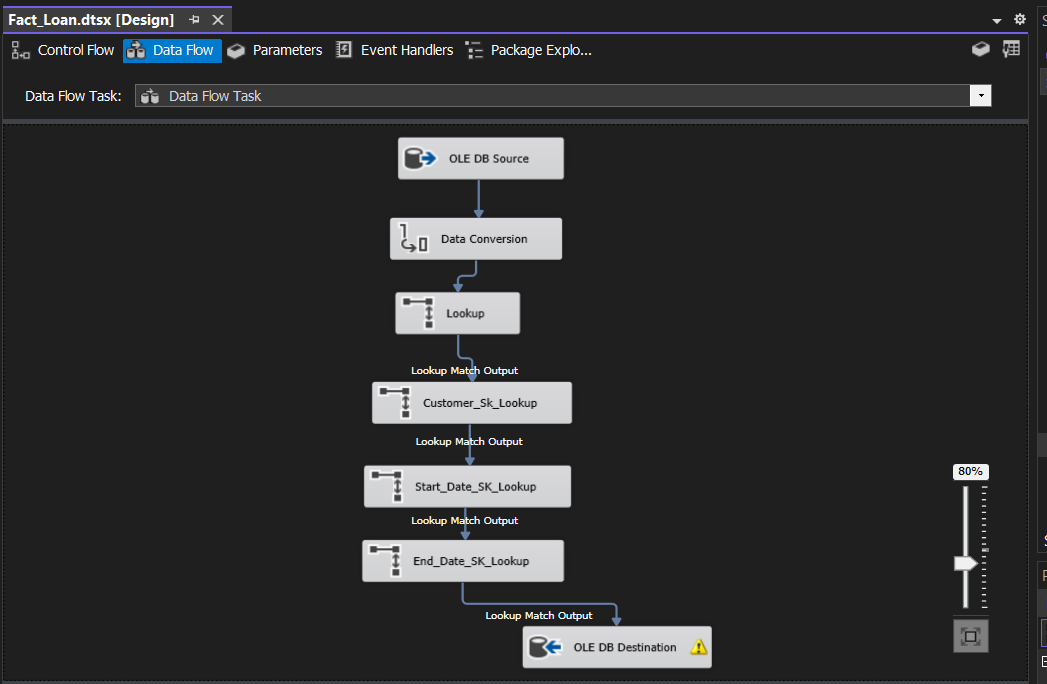 Fact_Loan.dtsx [Design]
Control Flow Data Flow Parameters Event Handlers Package Explo...
Data Flow Task: Data Flow Task
OLE DB Source
Data Conversion
Lookup
Lookup Match Output
Customer_Sk_Lookup
Lookup Match Output
Start_Date_SK_Lookup
Lookup Match Output
End_Date_SK_Lookup
Lookup Match Output
OLE DB Destination
80%